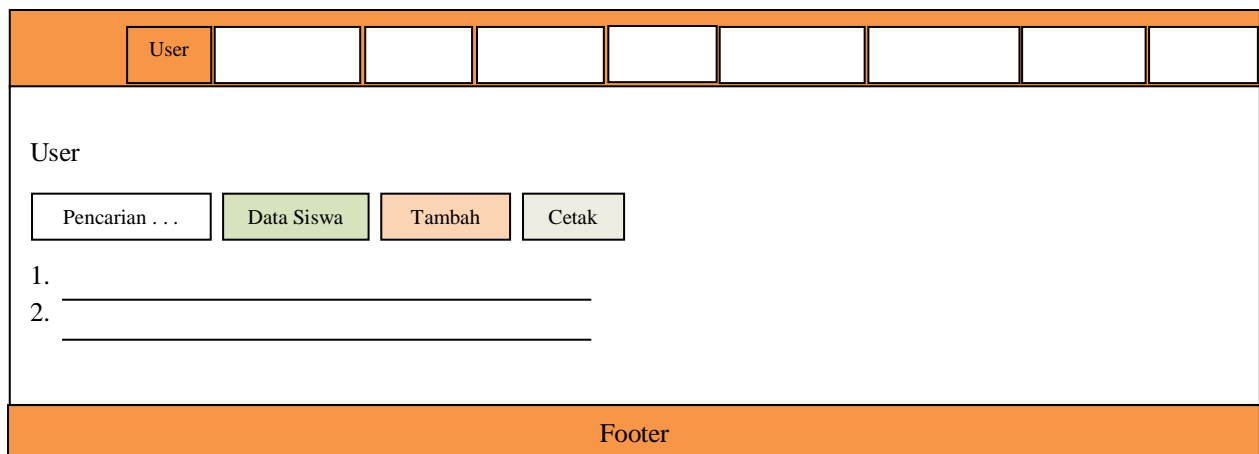 User
User
Pencarian . . . Data Siswa Tambah Cetak
1.
2.
Footer